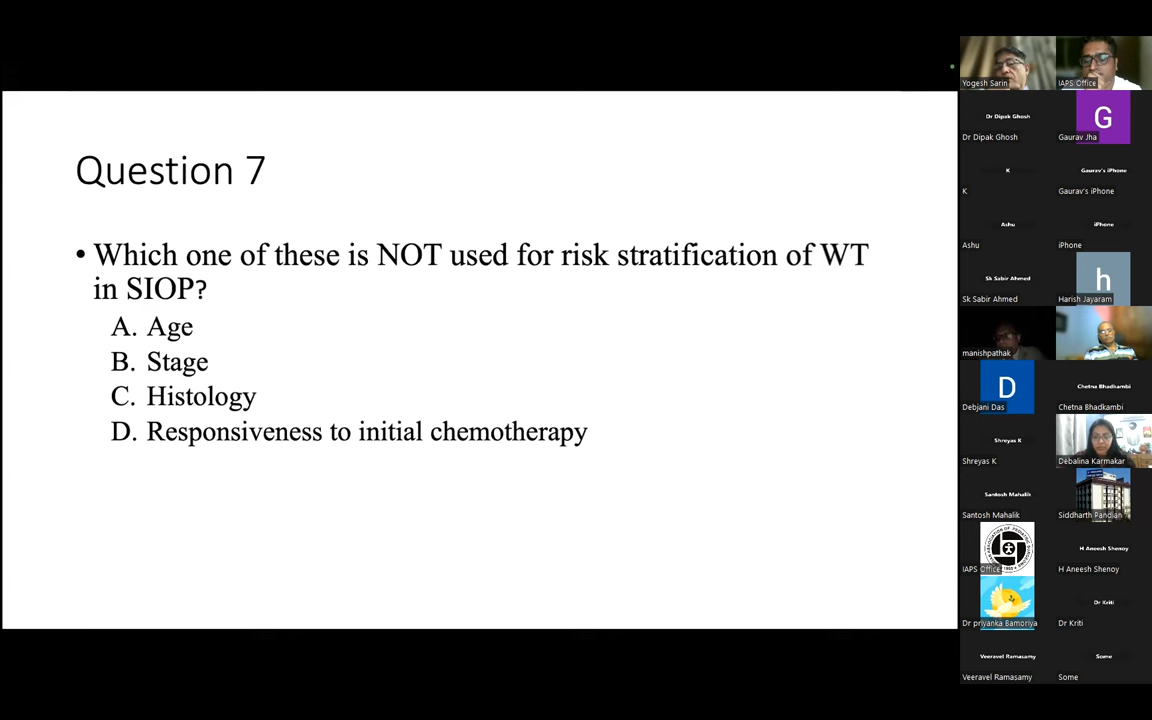 Question 7
• Which one of these is NOT used for risk stratification of WT
in SIOP?
A. Age
B. Stage
C. Histology
D. Responsiveness to initial chemotherapy
Yogesh Sarin
IAPS Office
Dr Dipak Ghosh
Dr Dipak Ghosh
G
Gaurav Jha
K
K
Gaurav's iPhone
Gaurav's iPhone
Ashu
Ashu
iPhone
iPhone
Sk Sabir Ahmed
Sk Sabir Ahmed
h
Harish Jayaram
manishpathak
D
Debjani Das
Chetna Bhadkambi
Chetna Bhadkambi
Shreyas K
Shreyas K
Debalina Karmakar
Santosh Mahalik
Santosh Mahalik
Siddharth Pandian
IAPS Office
H Aneesh Shenoy
H Aneesh Shenoy
Dr priyanka Bamoriya
Dr Kriti
Dr Kriti
Veeravel Ramasamy
Veeravel Ramasamy
Some
Some